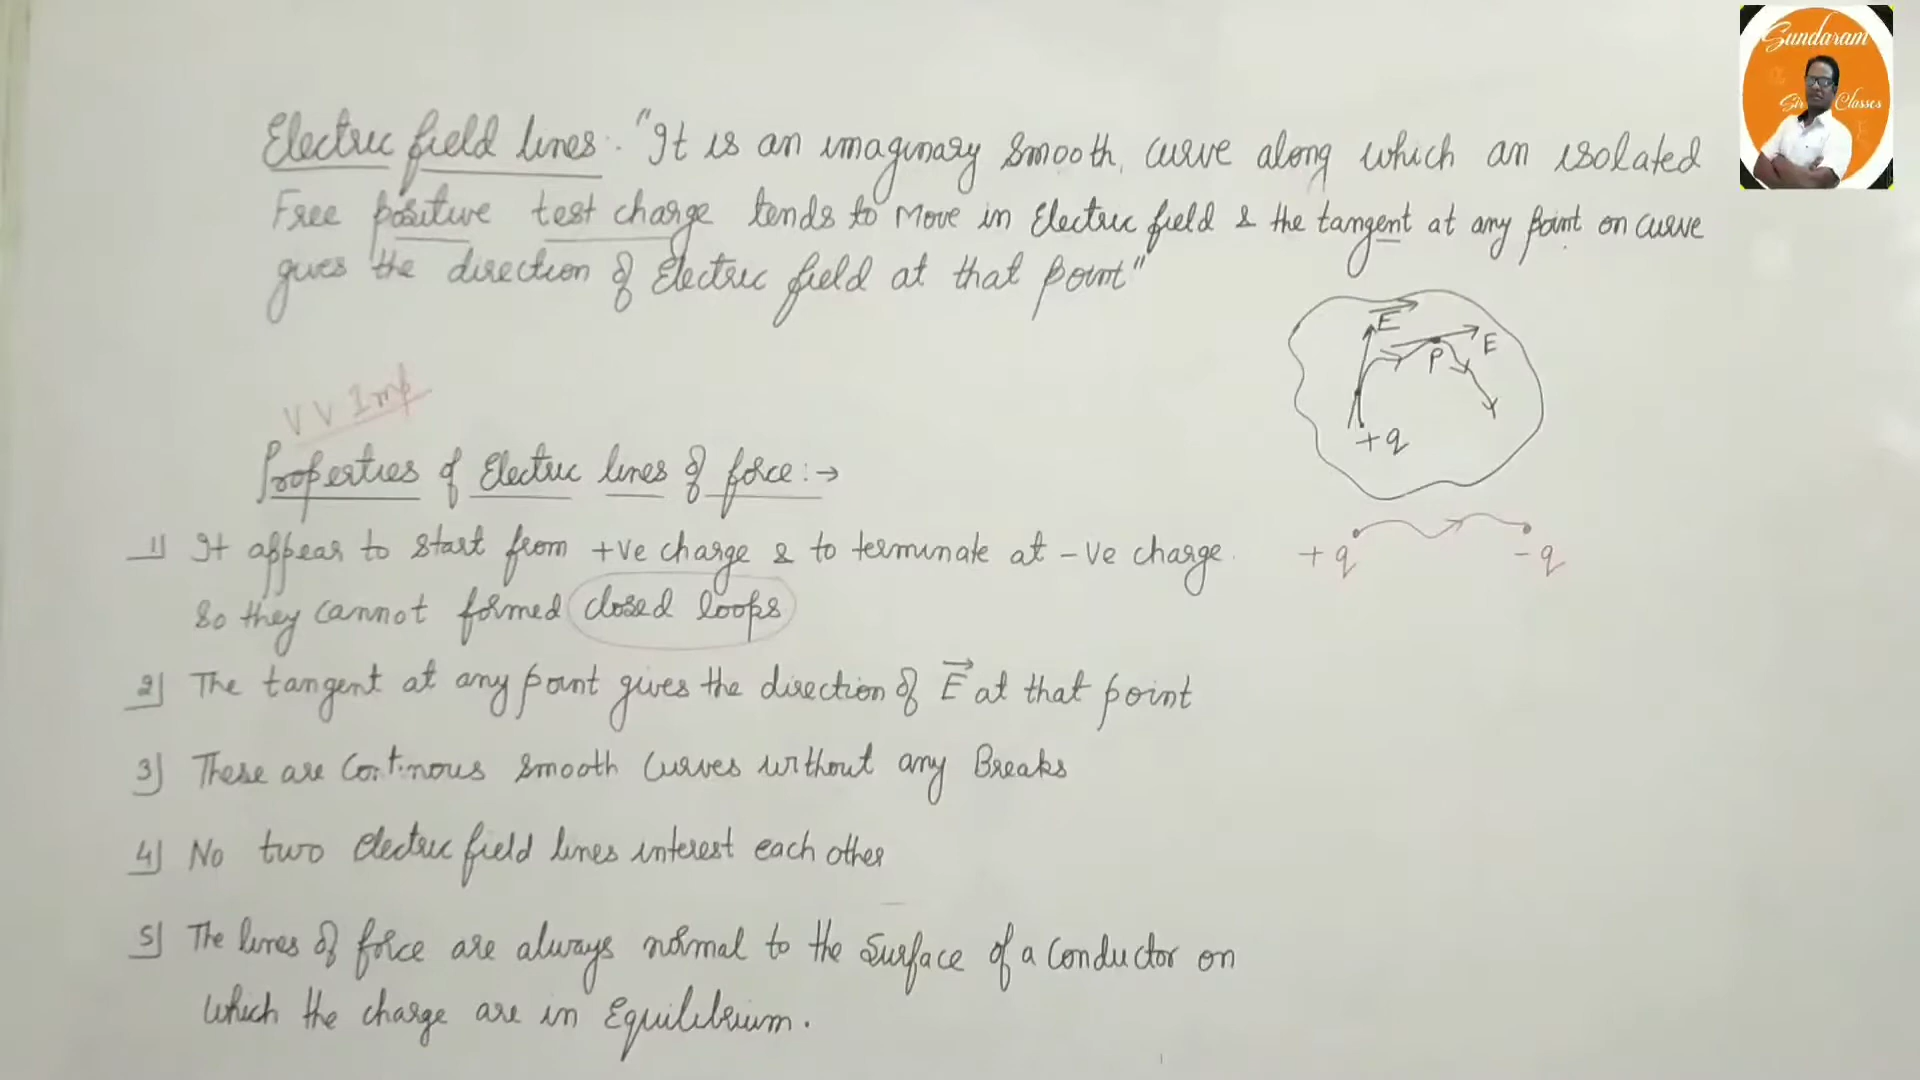 Sundaram
Sir Classes
Electric field lines:- "It is an imaginary smooth curve along which an isolated
Free positive test charge tends to move in Electric field & the tangent at any point on curve
gives the direction of Electric field at that point"
E
P E
+q
V V Imp
Properties of Electric lines of force:→
1) It appear to start from +ve charge & to terminate at -ve charge.
+q -q
So they cannot formed closed loops
2) The tangent at any point gives the direction of E⃗ at that point
3) These are Continous smooth curves without any Breaks
4) No two electric field lines interest each other
5) The lines of force are always normal to the Surface of a conductor on
which the charge are in Equilibrium.